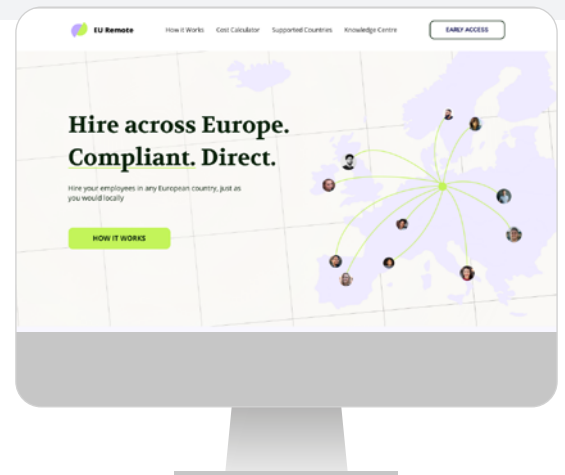 EU Remote
How it Works
Cost Calculator
Supported Countries
Knowledge Centre
EARLY ACCESS
Hire across Europe.
Compliant. Direct.
Hire your employees in any European country, just as
you would locally
HOW IT WORKS